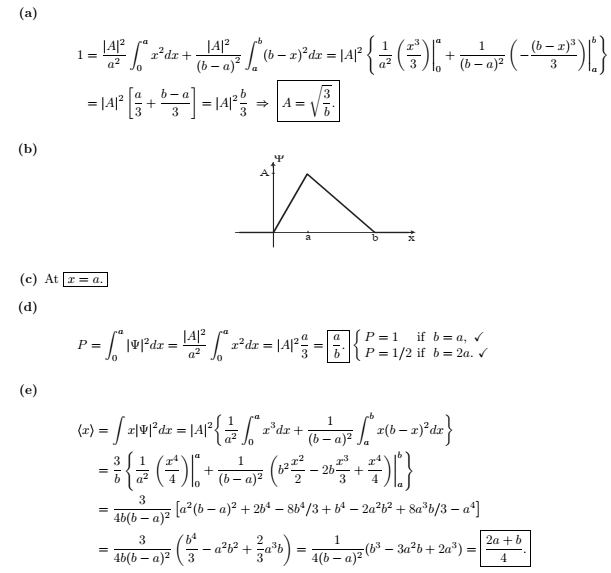 (a)
1 = |A|²/a² ∫₀ᵃ x²dx + |A|²/(b − a)² ∫ₐᵇ (b − x)²dx = |A|² { 1/a² (x³/3)|₀ᵃ + 1/(b − a)² (−(b − x)³/3)|ₐᵇ }
= |A|² [a/3 + (b − a)/3] = |A|² b/3 ⇒ A = √(3/b).
(b)
Ψ
A
a b x
(c) At x = a.
(d)
P = ∫₀ᵃ |Ψ|²dx = |A|²/a² ∫₀ᵃ x²dx = |A|² a/3 = a/b. { P = 1 if b = a, ✓
P = 1/2 if b = 2a. ✓
(e)
⟨x⟩ = ∫ x|Ψ|²dx = |A|² { 1/a² ∫₀ᵃ x³dx + 1/(b − a)² ∫ₐᵇ x(b − x)²dx }
= 3/b { 1/a² (x⁴/4)|₀ᵃ + 1/(b − a)² (b² x²/2 − 2b x³/3 + x⁴/4)|ₐᵇ }
= 3/(4b(b − a)²) [a²(b − a)² + 2b⁴ − 8b⁴/3 + b⁴ − 2a²b² + 8a³b/3 − a⁴]
= 3/(4b(b − a)²) (b⁴/3 − a²b² + 2/3 a³b) = 1/(4(b − a)²) (b³ − 3a²b + 2a³) = (2a + b)/4.